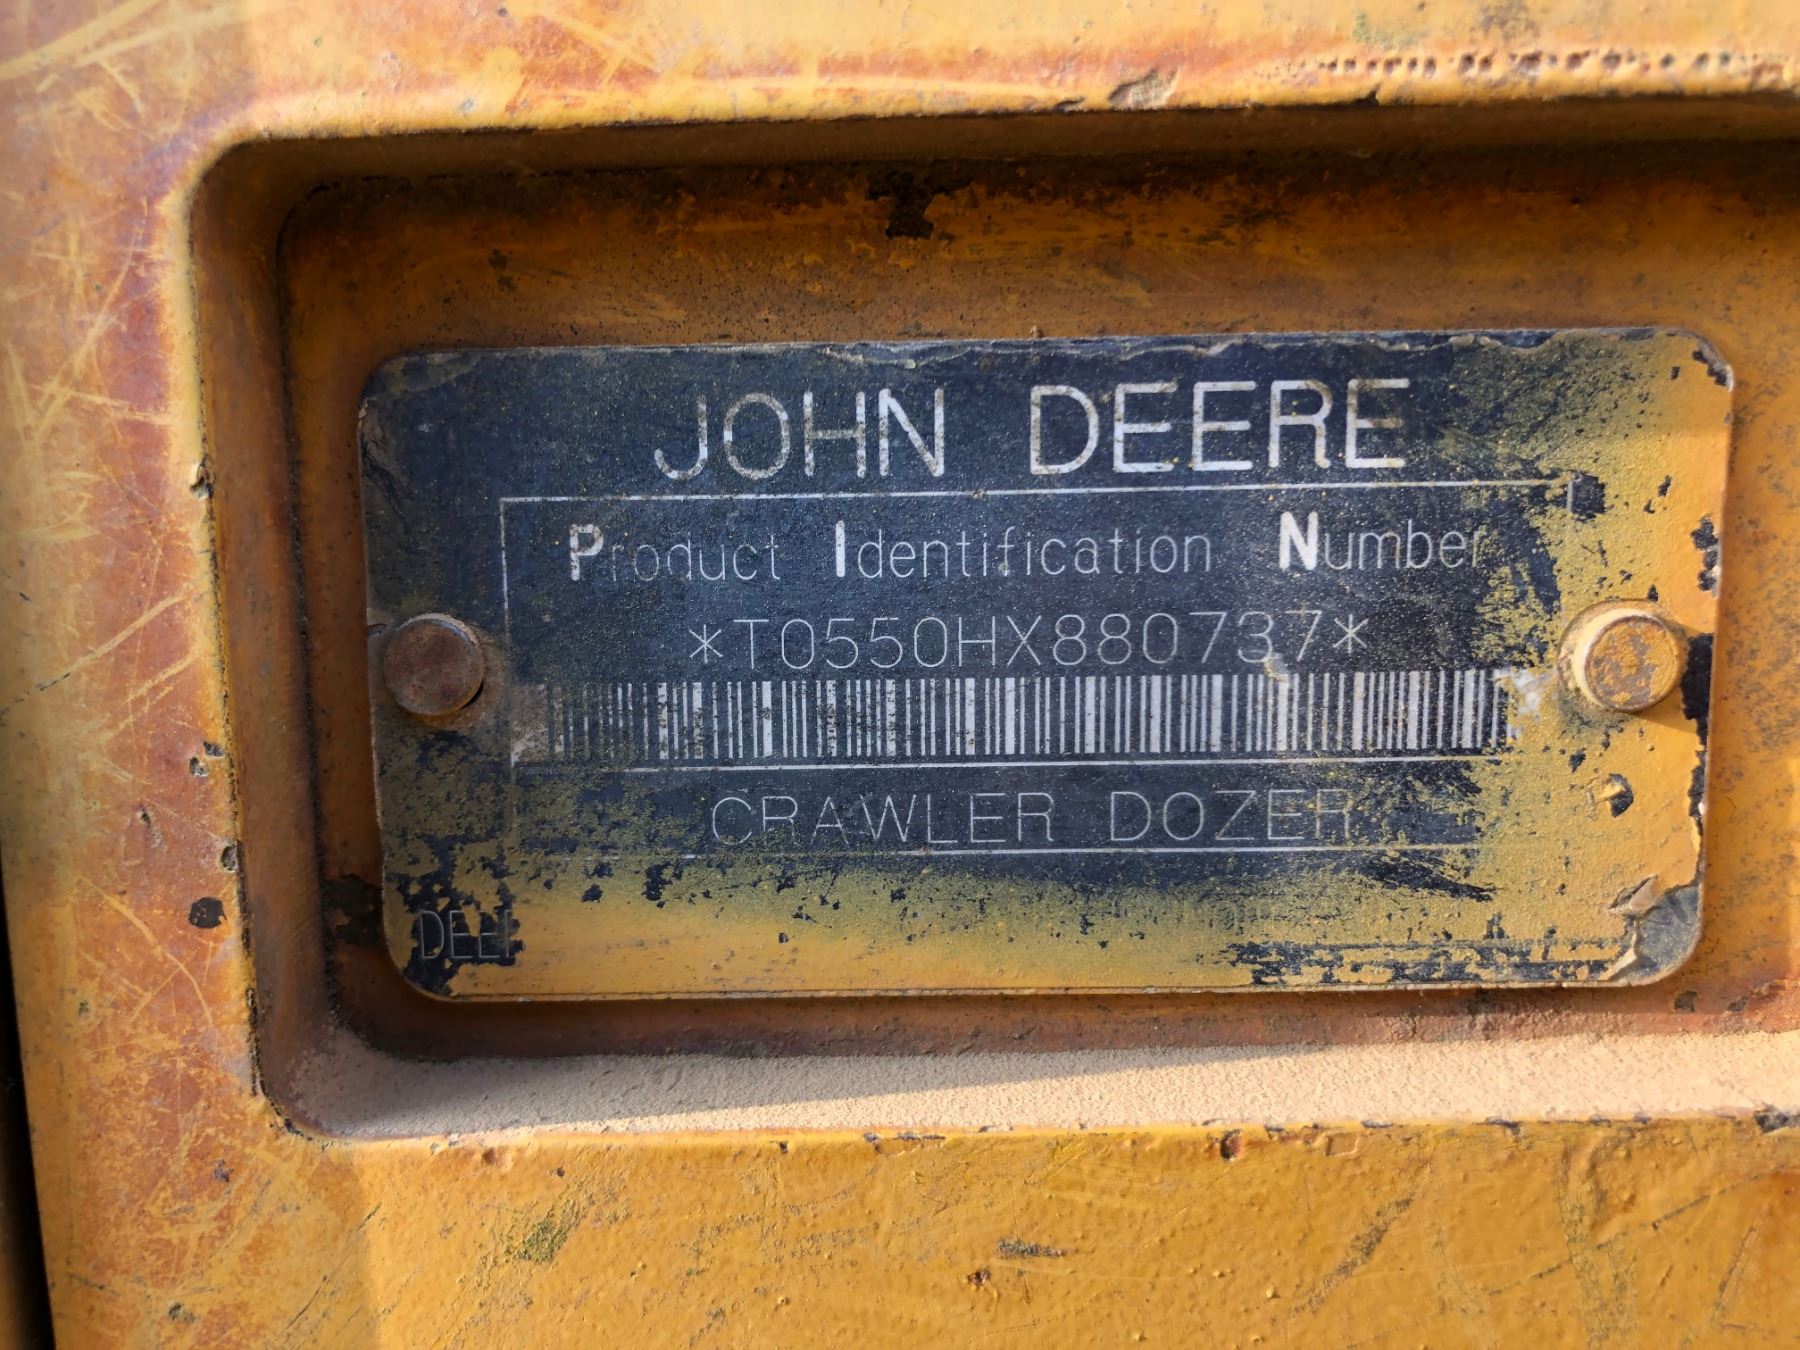 JOHN DEERE
Product Identification Number
*T0550HX880737*
CRAWLER DOZER